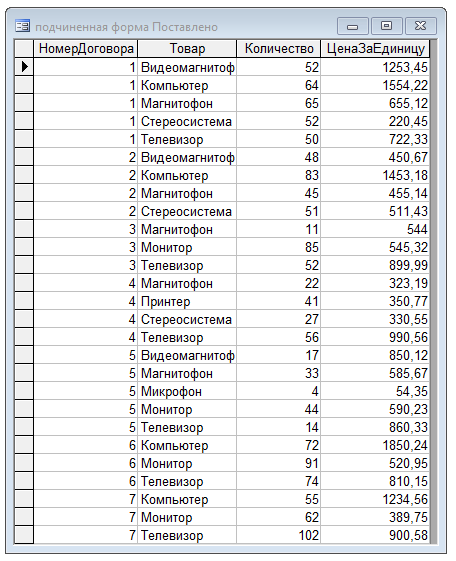 подчиненная форма Поставлено
НомерДоговора Товар Количество ЦенаЗаЕдиницу
1 Видеомагнитоф 52 1253,45
1 Компьютер 64 1554,22
1 Магнитофон 65 655,12
1 Стереосистема 52 220,45
1 Телевизор 50 722,33
2 Видеомагнитоф 48 450,67
2 Компьютер 83 1453,18
2 Магнитофон 45 455,14
2 Стереосистема 51 511,43
3 Магнитофон 11 544
3 Монитор 85 545,32
3 Телевизор 52 899,99
4 Магнитофон 22 323,19
4 Принтер 41 350,77
4 Стереосистема 27 330,55
4 Телевизор 56 990,56
5 Видеомагнитоф 17 850,12
5 Магнитофон 33 585,67
5 Микрофон 4 54,35
5 Монитор 44 590,23
5 Телевизор 14 860,33
6 Компьютер 72 1850,24
6 Монитор 91 520,95
6 Телевизор 74 810,15
7 Компьютер 55 1234,56
7 Монитор 62 389,75
7 Телевизор 102 900,58